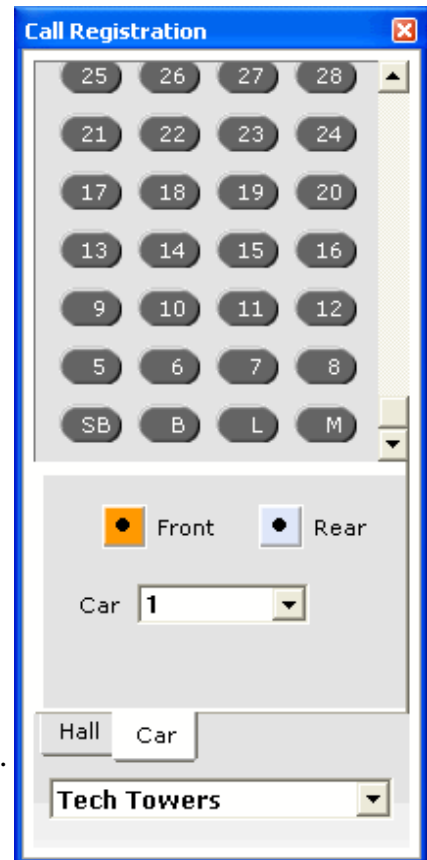 Call Registration
25 26 27 28
21 22 23 24
17 18 19 20
13 14 15 16
9 10 11 12
5 6 7 8
SB B L M
Front Rear
Car 1
Hall Car
.
Tech Towers